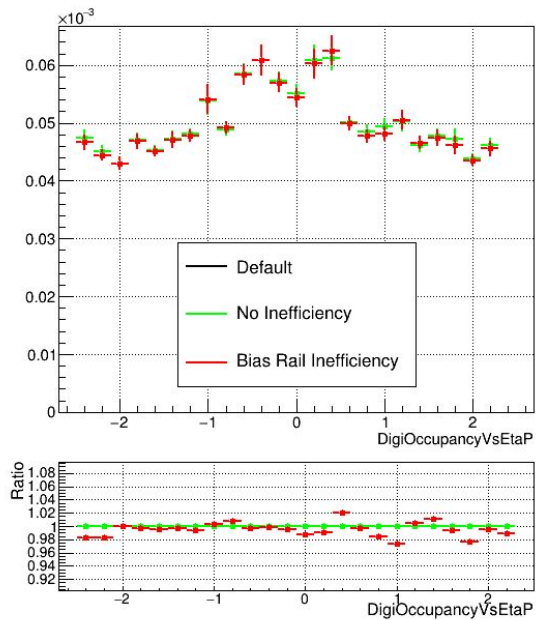 ×10⁻³
0.06
0.05
0.04
0.03
0.02
0.01
0
Default
No Inefficiency
Bias Rail Inefficiency
−2 −1 0 1 2
DigiOccupancyVsEtaP
Ratio
1.08
1.06
1.04
1.02
1
0.98
0.96
0.94
0.92
−2 −1 0 1 2
DigiOccupancyVsEtaP